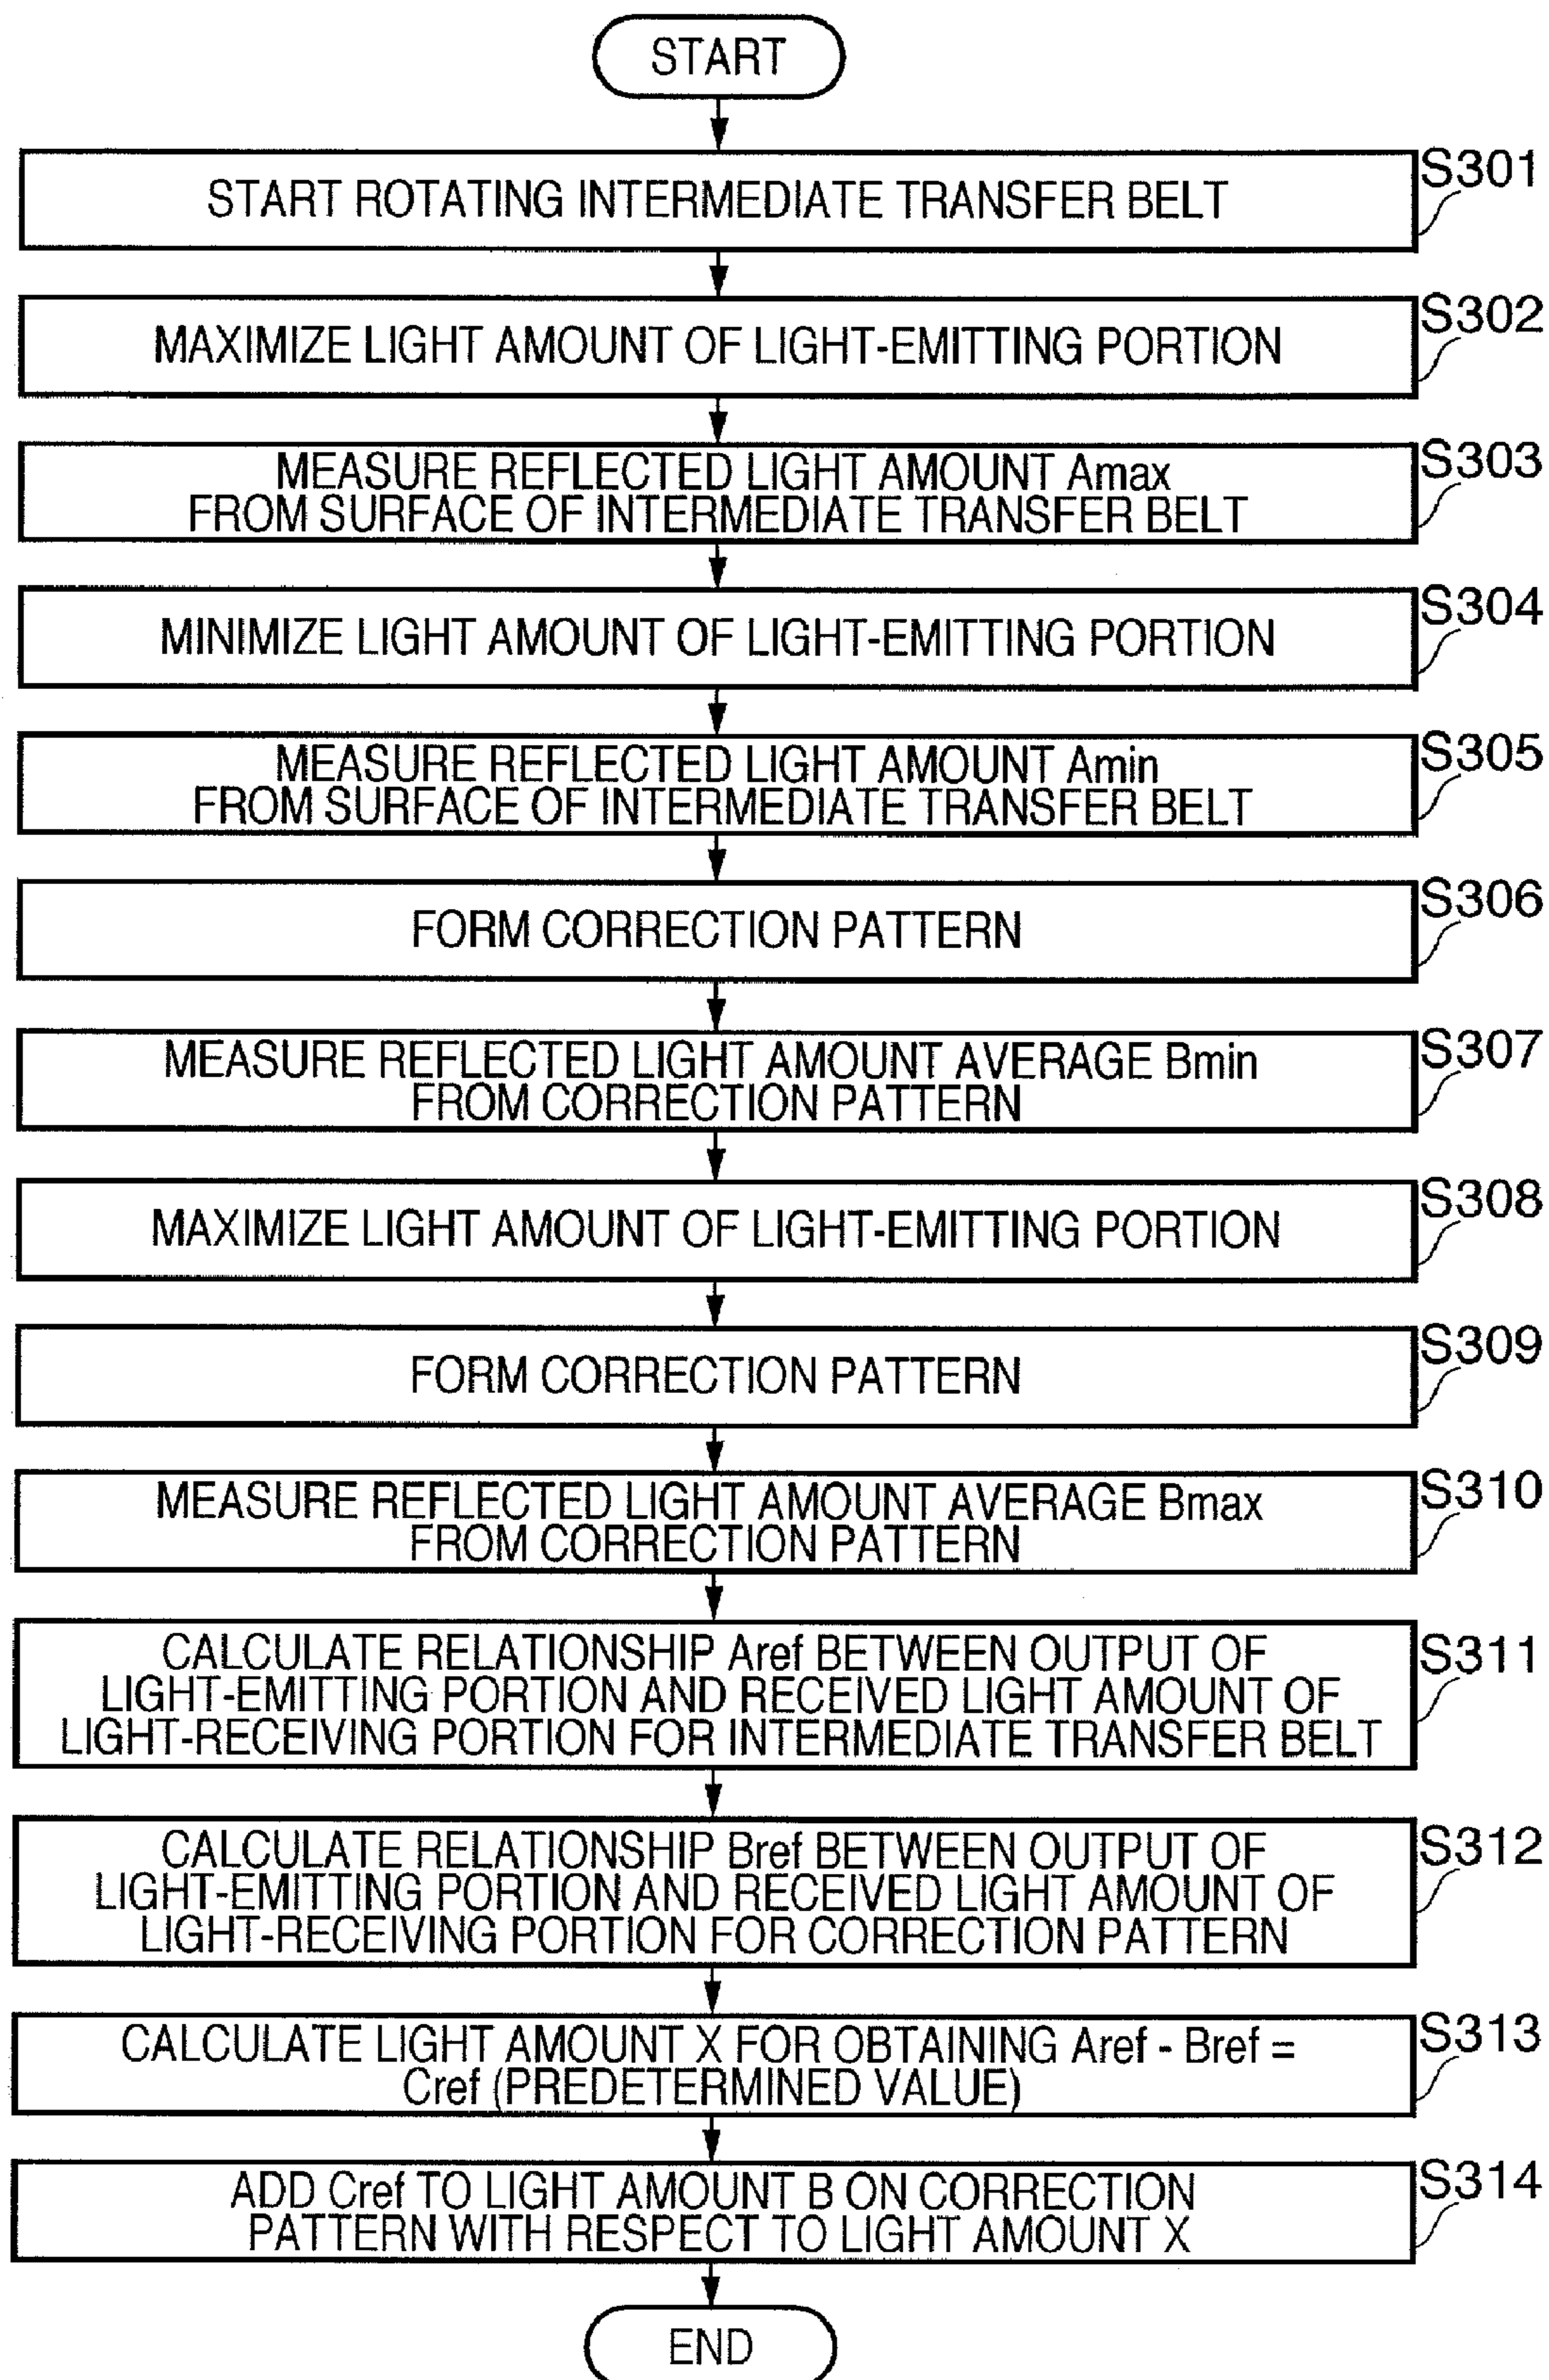 START
S301
START ROTATING INTERMEDIATE TRANSFER BELT
S302
MAXIMIZE LIGHT AMOUNT OF LIGHT-EMITTING PORTION
S303
MEASURE REFLECTED LIGHT AMOUNT Amax
FROM SURFACE OF INTERMEDIATE TRANSFER BELT
S304
MINIMIZE LIGHT AMOUNT OF LIGHT-EMITTING PORTION
S305
MEASURE REFLECTED LIGHT AMOUNT Amin
FROM SURFACE OF INTERMEDIATE TRANSFER BELT
S306
FORM CORRECTION PATTERN
S307
MEASURE REFLECTED LIGHT AMOUNT AVERAGE Bmin
FROM CORRECTION PATTERN
S308
MAXIMIZE LIGHT AMOUNT OF LIGHT-EMITTING PORTION
S309
FORM CORRECTION PATTERN
S310
MEASURE REFLECTED LIGHT AMOUNT AVERAGE Bmax
FROM CORRECTION PATTERN
S311
CALCULATE RELATIONSHIP Aref BETWEEN OUTPUT OF
LIGHT-EMITTING PORTION AND RECEIVED LIGHT AMOUNT OF
LIGHT-RECEIVING PORTION FOR INTERMEDIATE TRANSFER BELT
S312
CALCULATE RELATIONSHIP Bref BETWEEN OUTPUT OF
LIGHT-EMITTING PORTION AND RECEIVED LIGHT AMOUNT OF
LIGHT-RECEIVING PORTION FOR CORRECTION PATTERN
S313
CALCULATE LIGHT AMOUNT X FOR OBTAINING Aref - Bref =
Cref (PREDETERMINED VALUE)
S314
ADD Cref TO LIGHT AMOUNT B ON CORRECTION
PATTERN WITH RESPECT TO LIGHT AMOUNT X
END